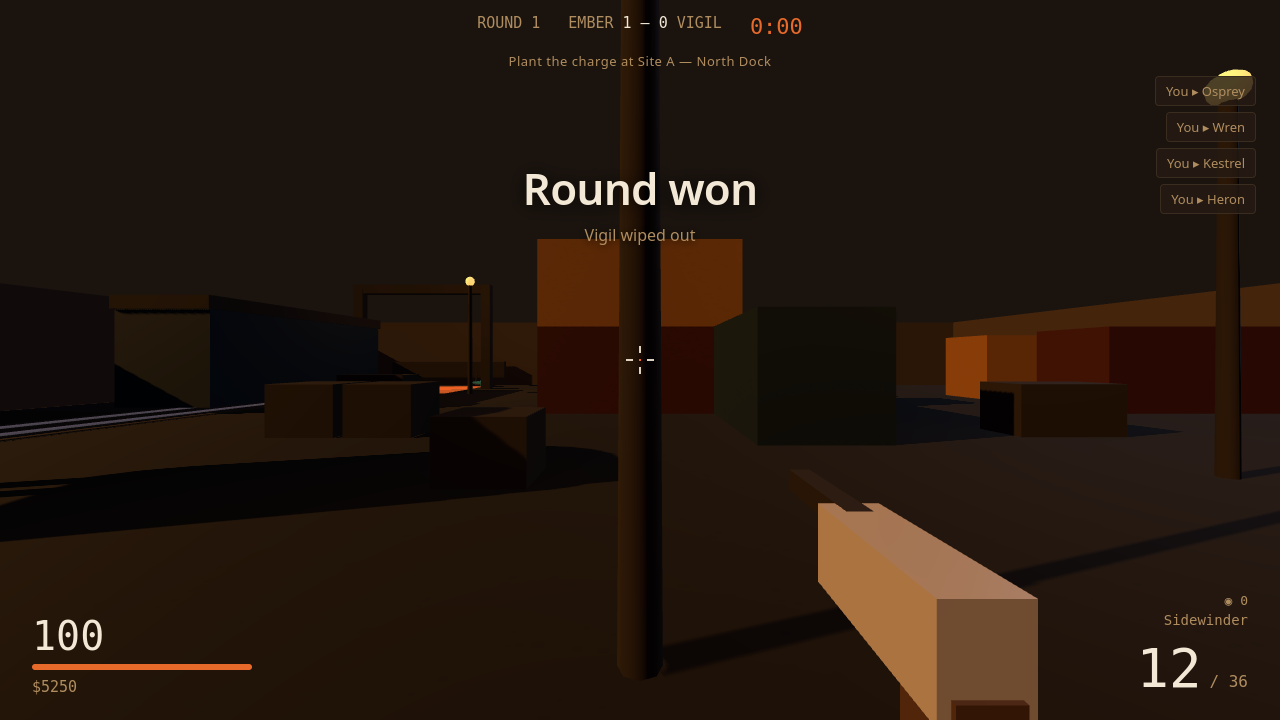 ROUND 1 EMBER 1 — 0 VIGIL 0:00
Plant the charge at Site A — North Dock
You ▸ Osprey
You ▸ Wren
You ▸ Kestrel
You ▸ Heron
Round won
Vigil wiped out
100
$5250
◉ 0
Sidewinder
12 / 36